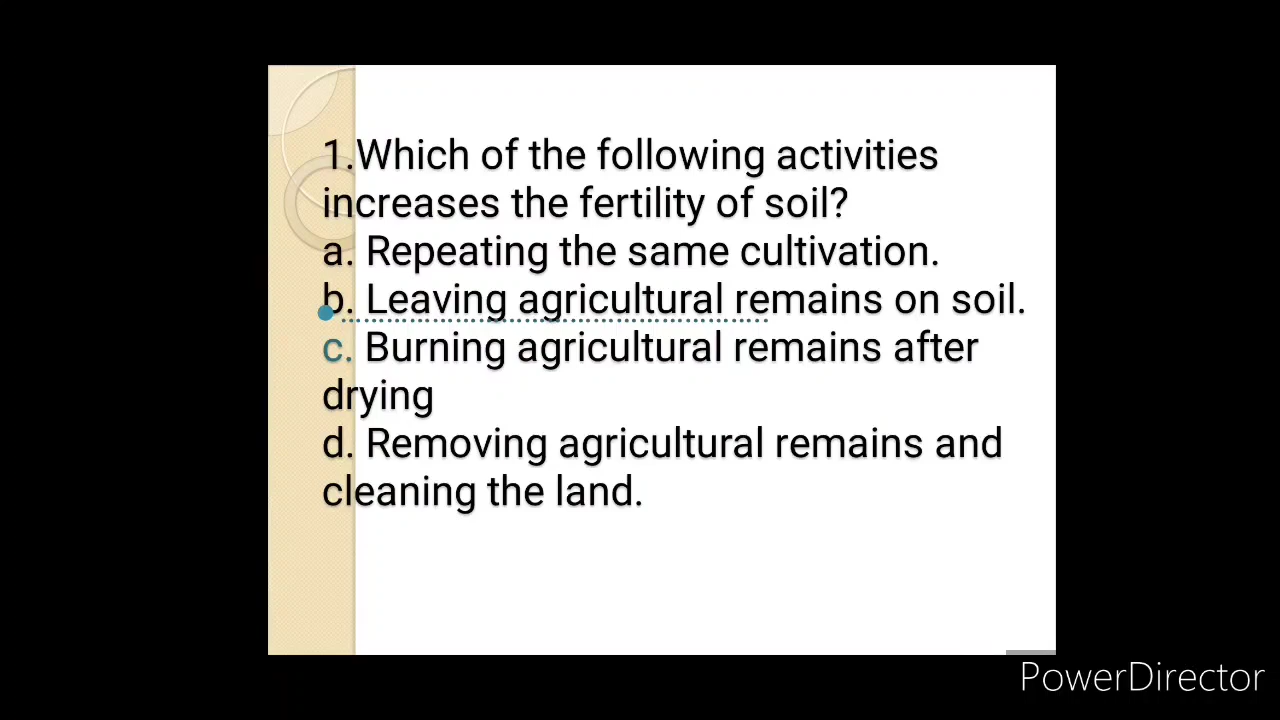 1.Which of the following activities
increases the fertility of soil?
a. Repeating the same cultivation.
b. Leaving agricultural remains on soil.
c. Burning agricultural remains after
drying
d. Removing agricultural remains and
cleaning the land.
PowerDirector